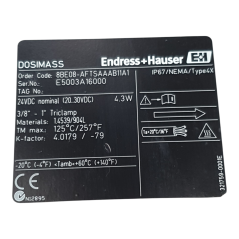 DOSIMASS
Endress+Hauser
EH
Order Code: 8BE08-AFTSAAAB11A1
Ser.No.: E5003A16000
TAG No.:
IP67/NEMA/Type4X
24VDC nominal (20..30VDC) 4.3W
3/8" - 1" Triclamp
Materials: 1.4539/904L
TM max.: 125°C/257°F
K-factor: 4.0179 / -79
-20°C (-4°F) <Tamb<+60°C (+140°F)
N12895